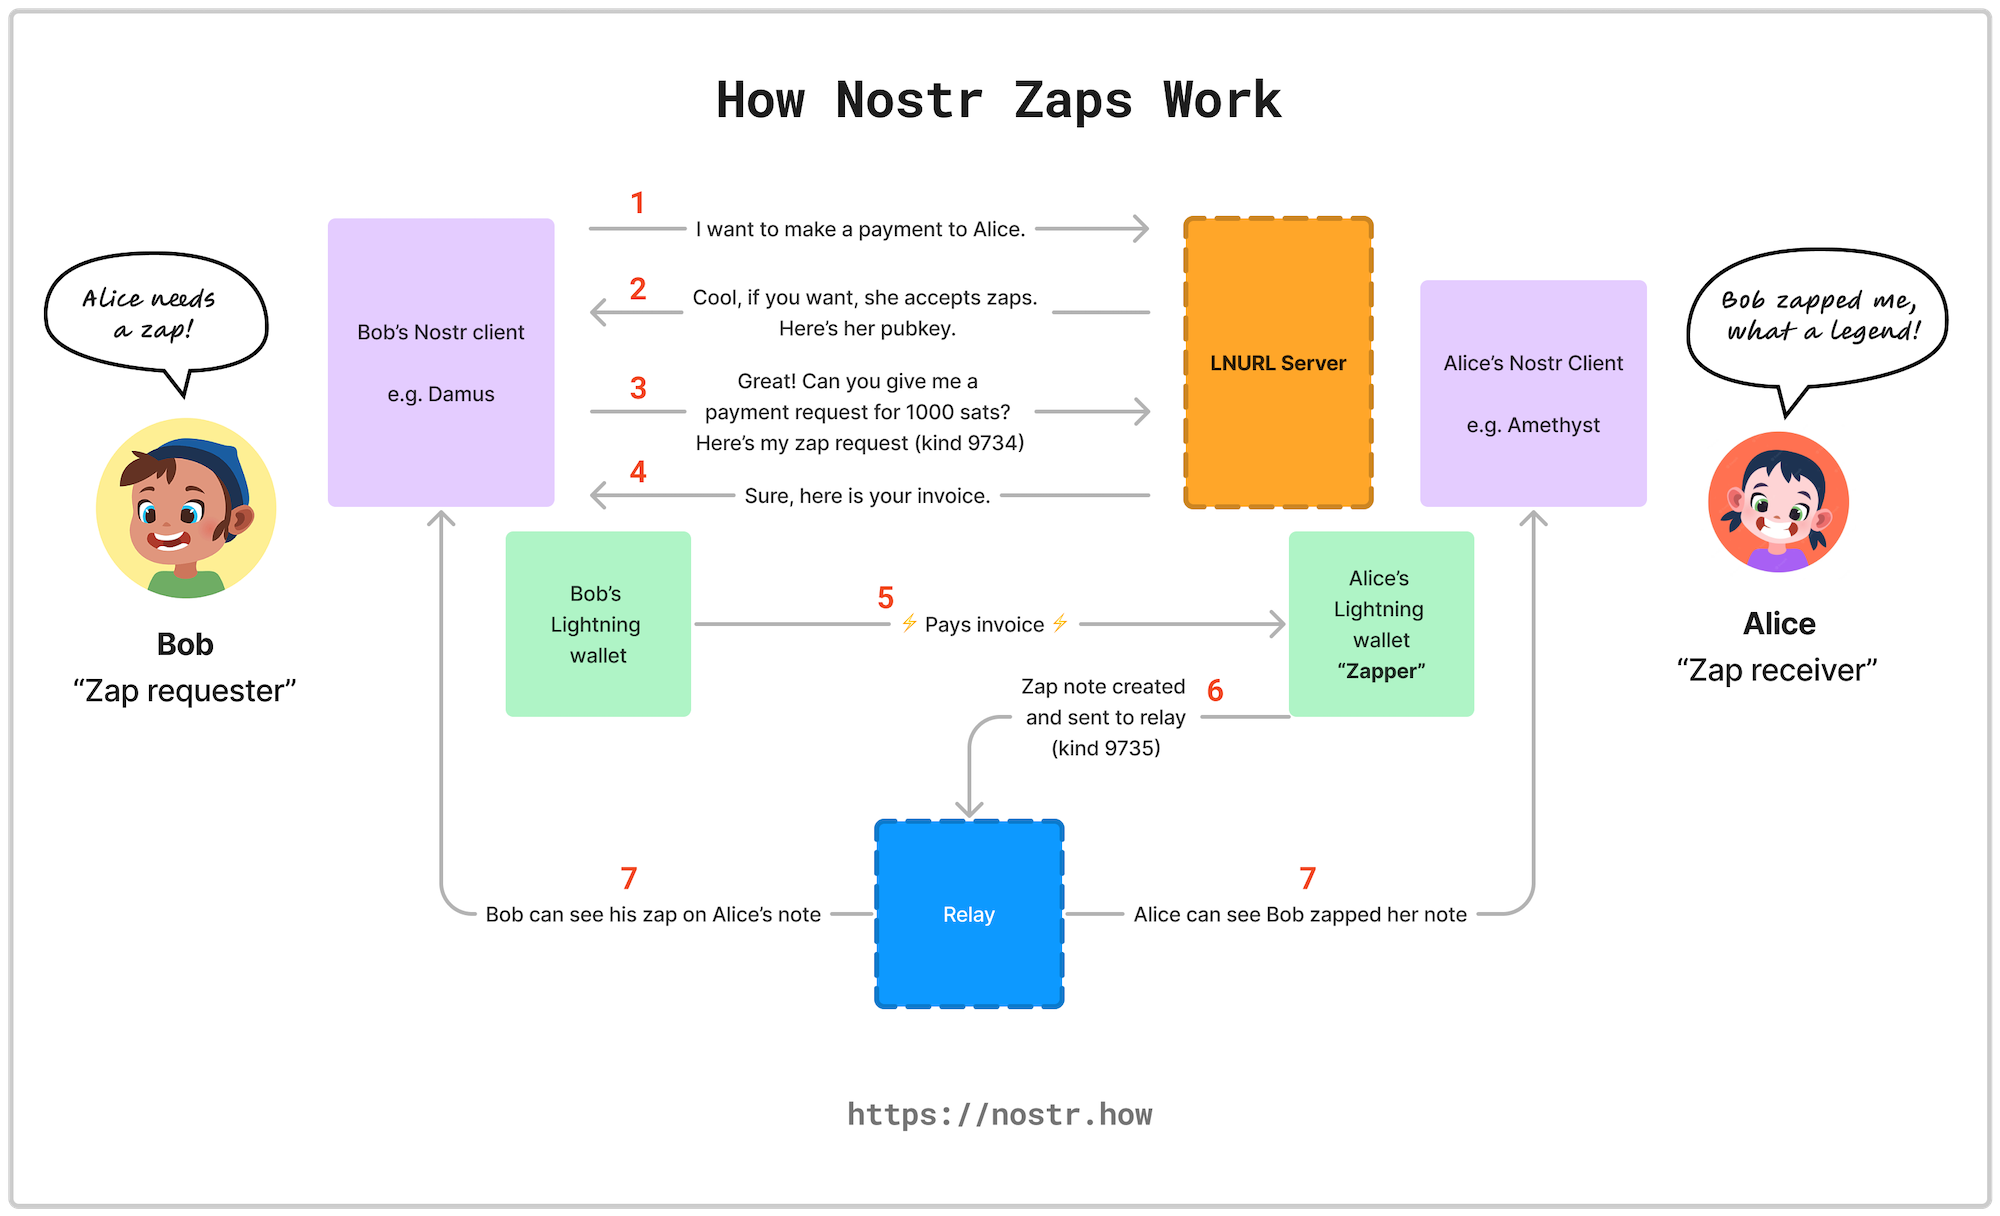 How Nostr Zaps Work
1
I want to make a payment to Alice.
2
Cool, if you want, she accepts zaps.
Here's her pubkey.
3
Great! Can you give me a
payment request for 1000 sats?
Here's my zap request (kind 9734)
4
Sure, here is your invoice.
Alice needs
a zap!
Bob's Nostr client
e.g. Damus
LNURL Server
Alice's Nostr Client
e.g. Amethyst
Bob zapped me,
what a legend!
Bob
“Zap requester”
Bob's
Lightning
wallet
5
⚡ Pays invoice ⚡
Alice's
Lightning
wallet
“Zapper”
Alice
“Zap receiver”
6
Zap note created
and sent to relay
(kind 9735)
7
Bob can see his zap on Alice's note
Relay
7
Alice can see Bob zapped her note
https://nostr.how